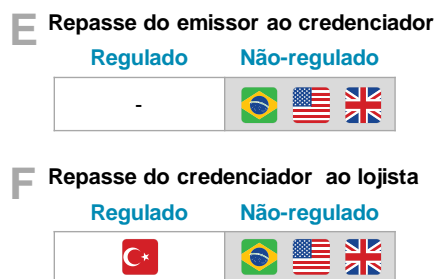 E Repasse do emissor ao credenciador
Regulado Não-regulado
-
F Repasse do credenciador ao lojista
Regulado Não-regulado